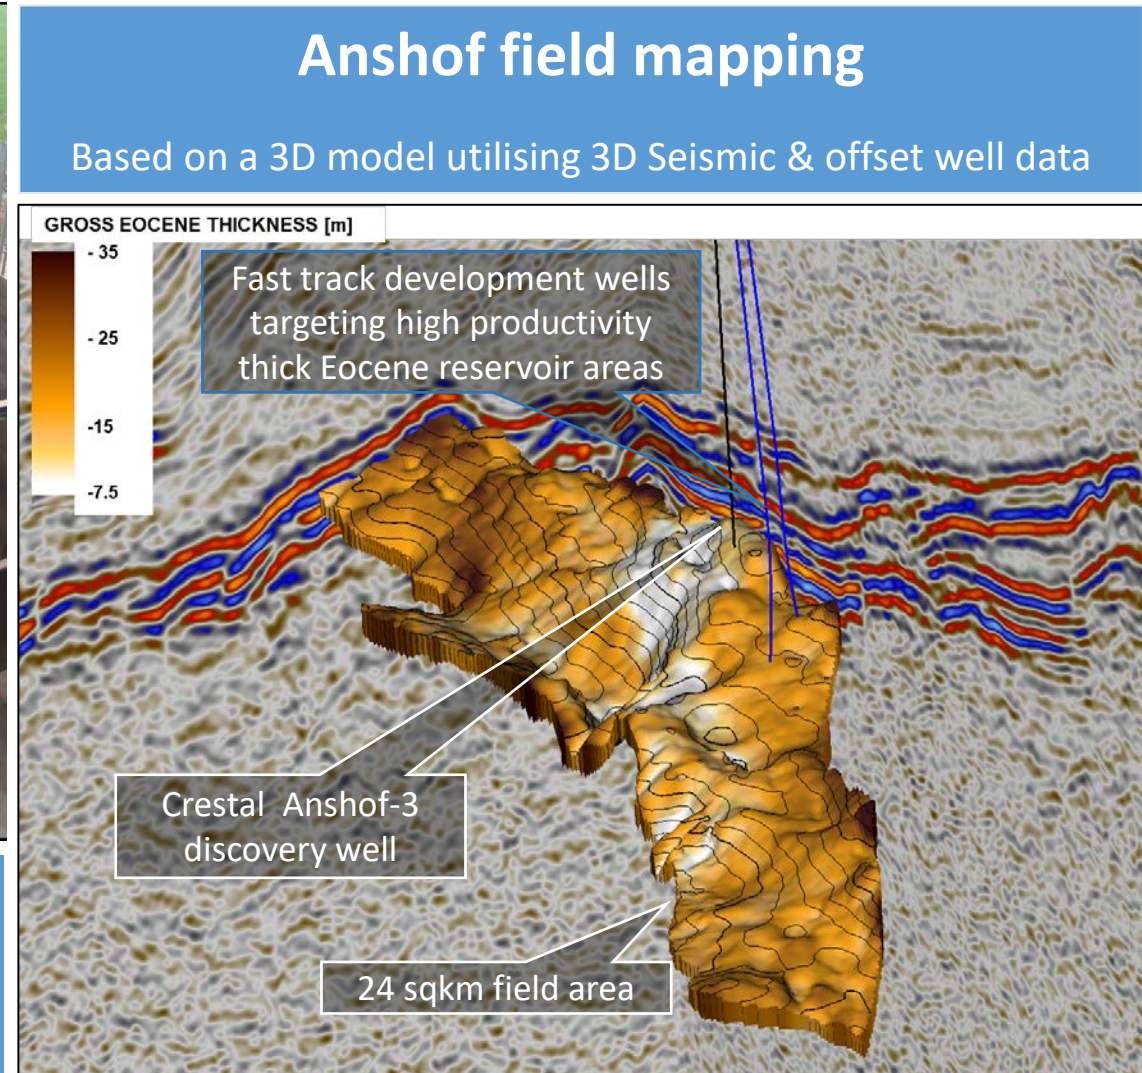 Anshof field mapping
Based on a 3D model utilising 3D Seismic & offset well data
GROSS EOCENE THICKNESS [m]
- 35
- 25
-15
-7.5
Fast track development wells
targeting high productivity
thick Eocene reservoir areas
Crestal Anshof-3
discovery well
24 sqkm field area